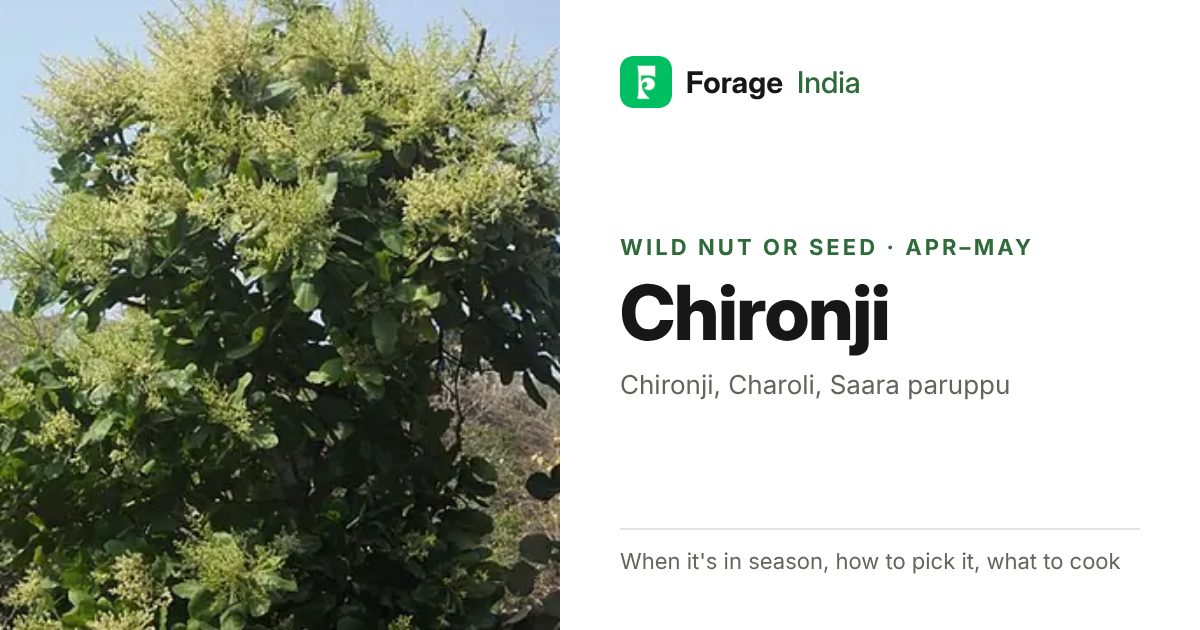 Forage India
WILD NUT OR SEED · APR–MAY
Chironji
Chironji, Charoli, Saara paruppu
When it's in season, how to pick it, what to cook